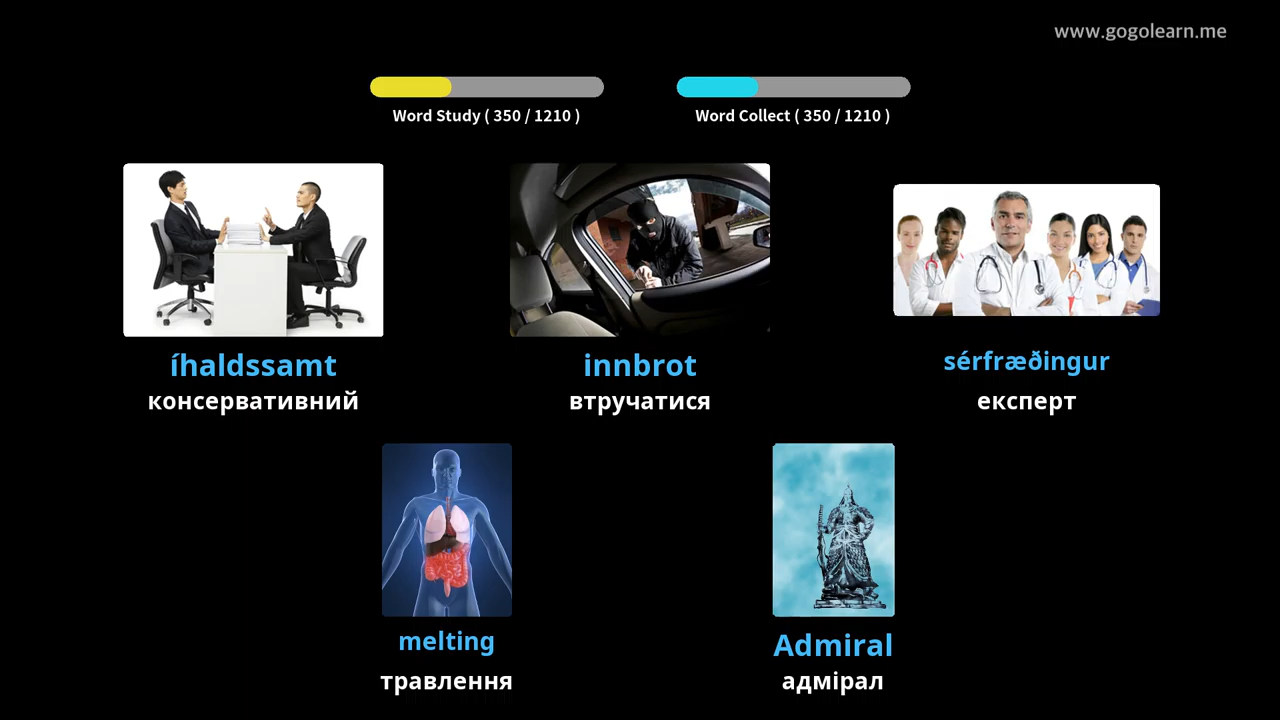 www.gogolearn.me
Word Study ( 350 / 1210 )
Word Collect ( 350 / 1210 )
íhaldssamt
консервативний
innbrot
втручатися
sérfræðingur
експерт
melting
травлення
Admiral
адмірал